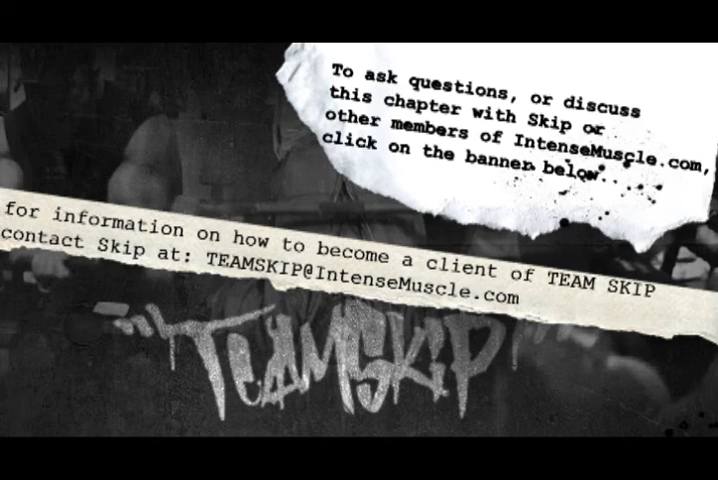 To ask questions, or discuss
this chapter with Skip or
other members of IntenseMuscle.com,
click on the banner below...
for information on how to become a client of TEAM SKIP
contact Skip at: TEAMSKIP@IntenseMuscle.com
"TEAMSKIP"